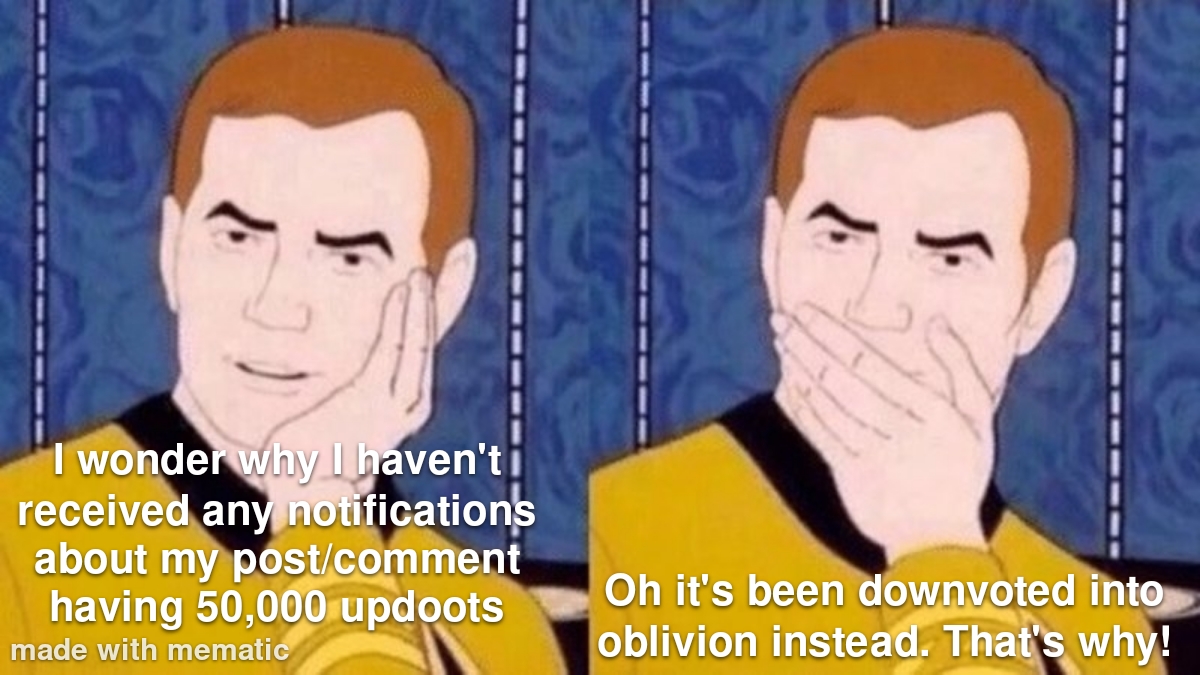 I wonder why I haven't
received any notifications
about my post/comment
having 50,000 updoots
made with mematic
Oh it's been downvoted into
oblivion instead. That's why!